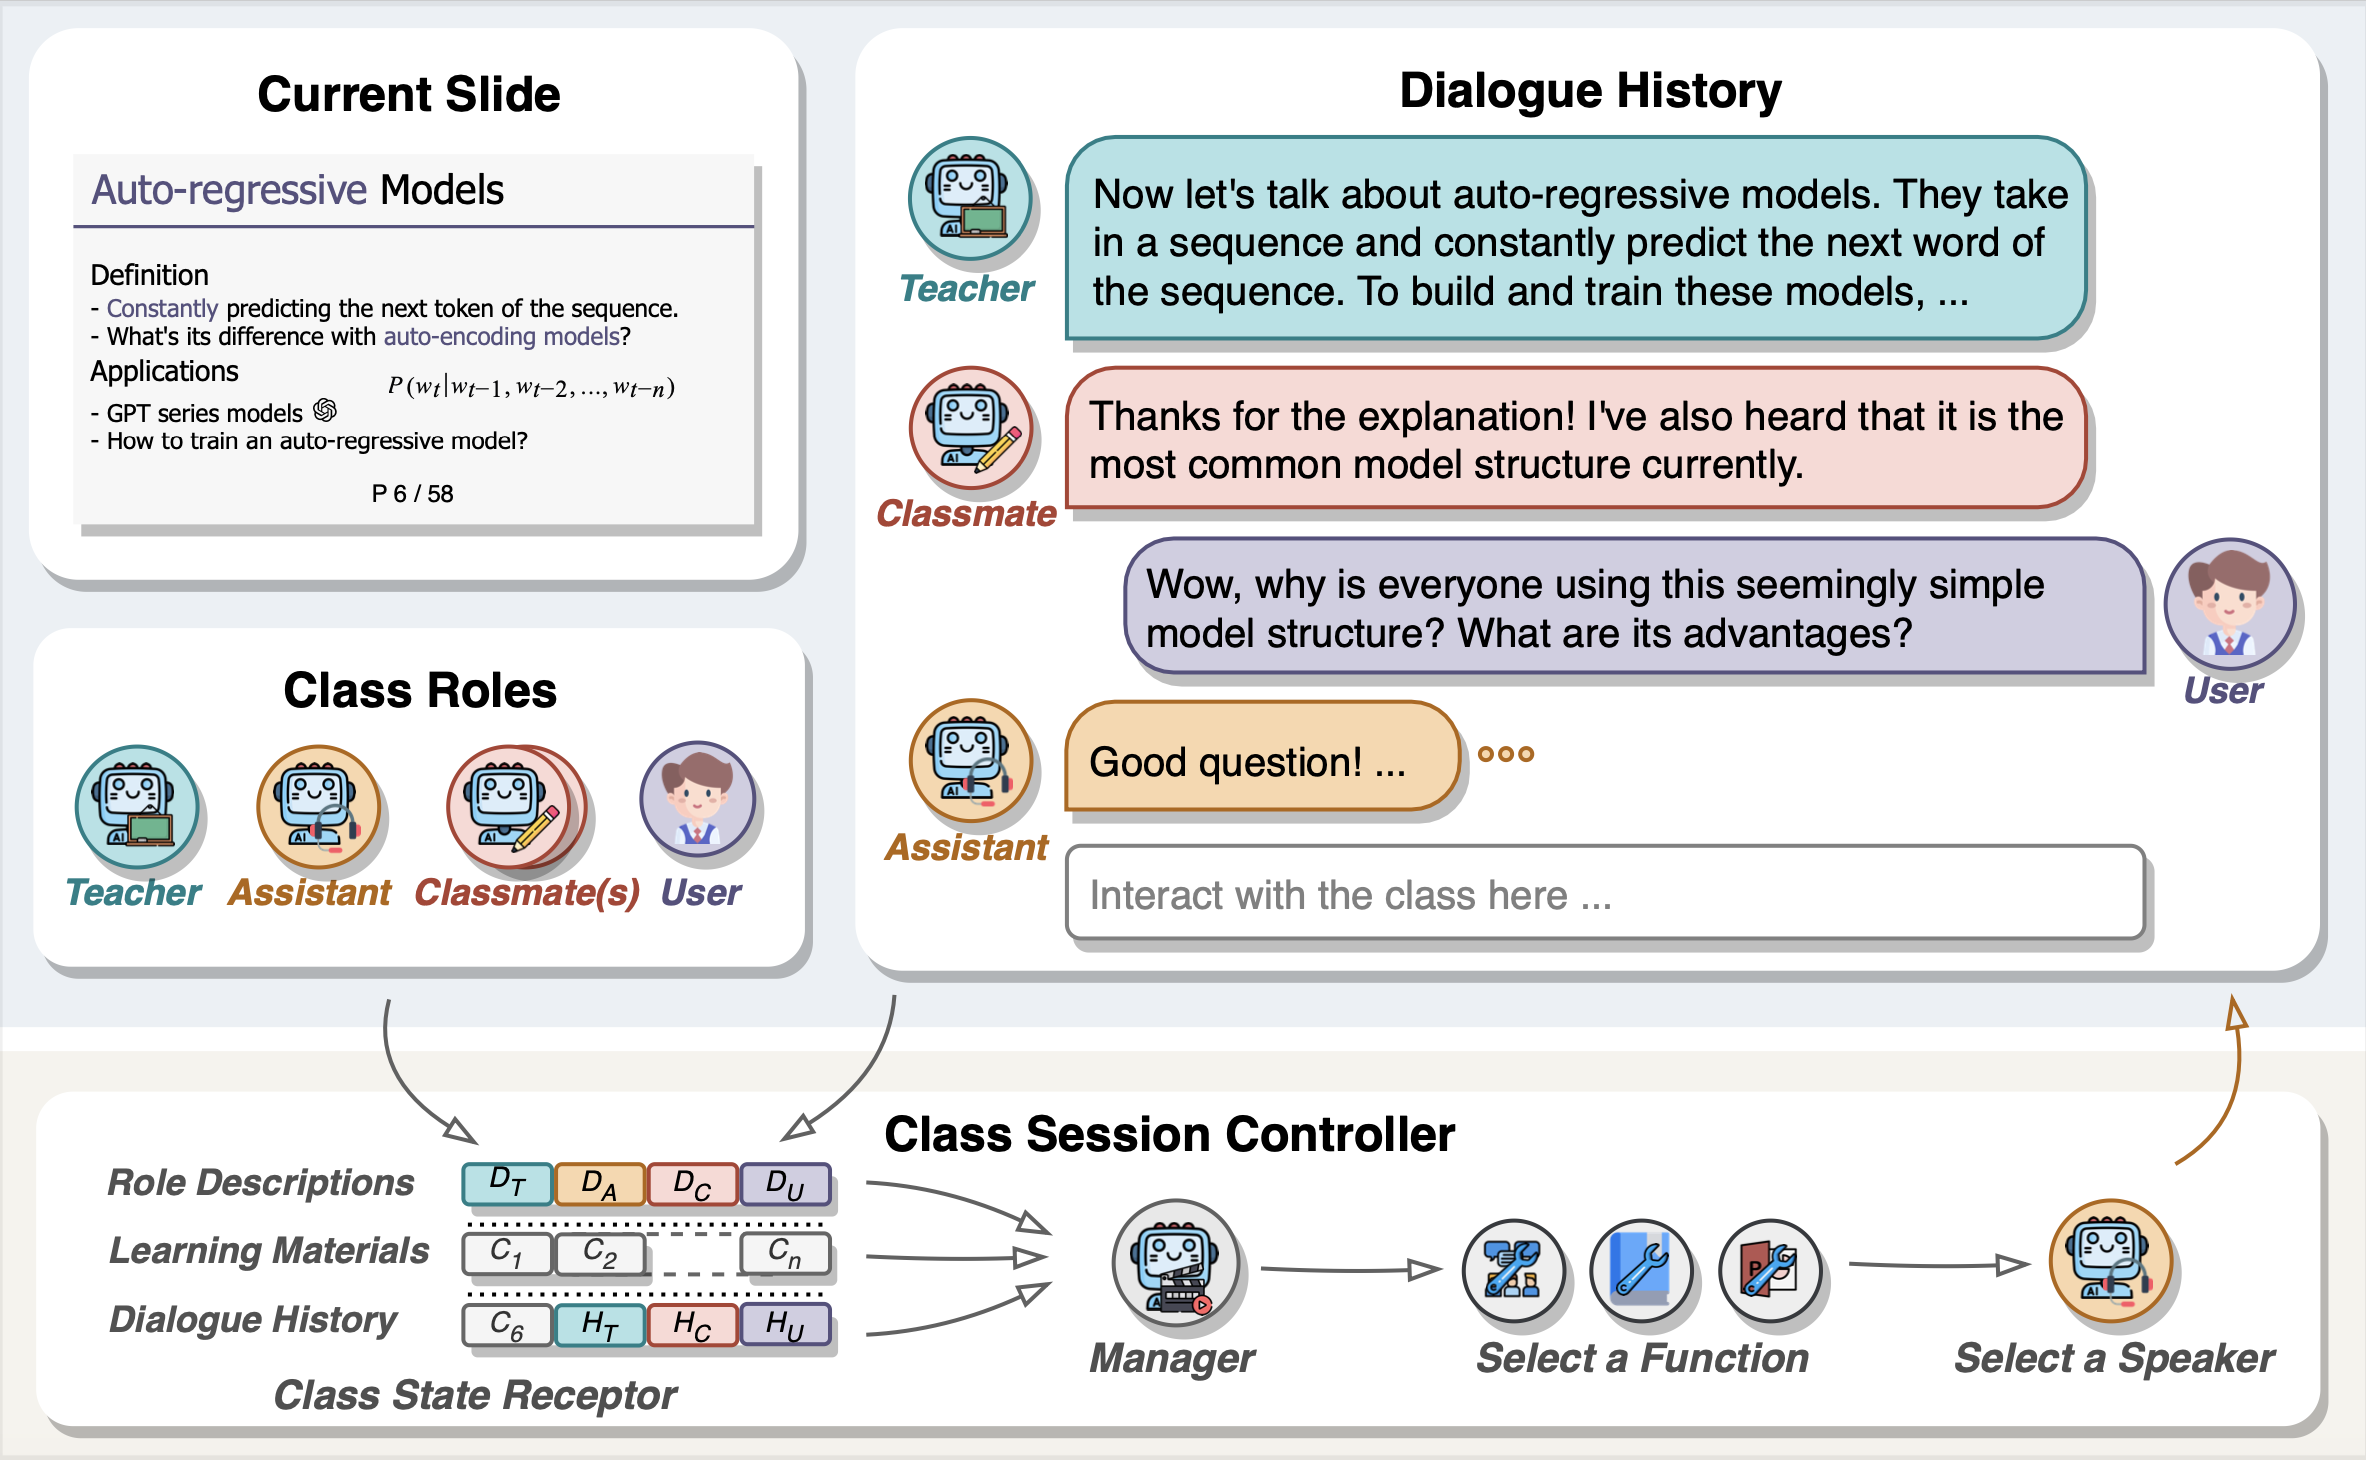 Current Slide
Auto-regressive Models
Definition
- Constantly predicting the next token of the sequence.
- What's its difference with auto-encoding models?
Applications
P(w_t|w_{t-1}, w_{t-2}, ..., w_{t-n})
- GPT series models
- How to train an auto-regressive model?
P 6 / 58
Class Roles
Teacher
Assistant
Classmate(s)
User
Dialogue History
Now let's talk about auto-regressive models. They take
in a sequence and constantly predict the next word of
the sequence. To build and train these models, ...
Teacher
Thanks for the explanation! I've also heard that it is the
most common model structure currently.
Classmate
Wow, why is everyone using this seemingly simple
model structure? What are its advantages?
User
Good question! ...
Assistant
Interact with the class here ...
Class Session Controller
Role Descriptions D_T D_A D_C D_U
Learning Materials C_1 C_2 C_n
Dialogue History C_6 H_T H_C H_U
Class State Receptor
Manager
Select a Function
Select a Speaker